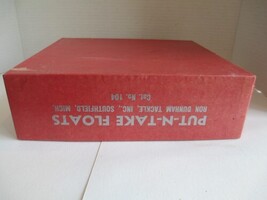 PUT-N-TAKE FLOATS
RON DUNHAM TACKLE, INC., SOUTHFIELD, MICH.
Cat. No. 104